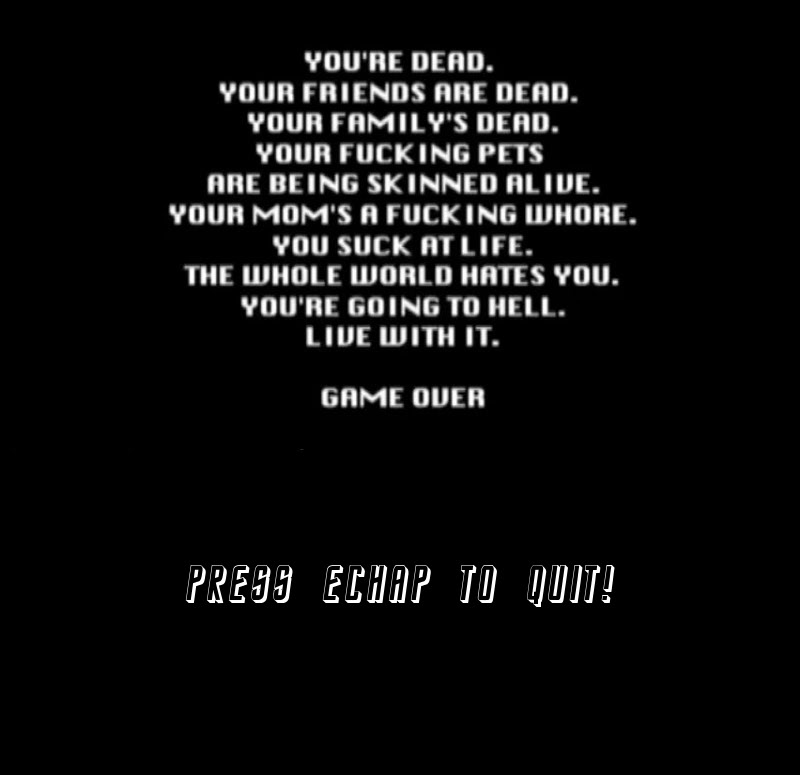 YOU'RE DEAD.
YOUR FRIENDS ARE DEAD.
YOUR FAMILY'S DEAD.
YOUR FUCKING PETS
ARE BEING SKINNED ALIVE.
YOUR MOM'S A FUCKING WHORE.
YOU SUCK AT LIFE.
THE WHOLE WORLD HATES YOU.
YOU'RE GOING TO HELL.
LIVE WITH IT.
GAME OVER
PRESS ECHAP TO QUIT!